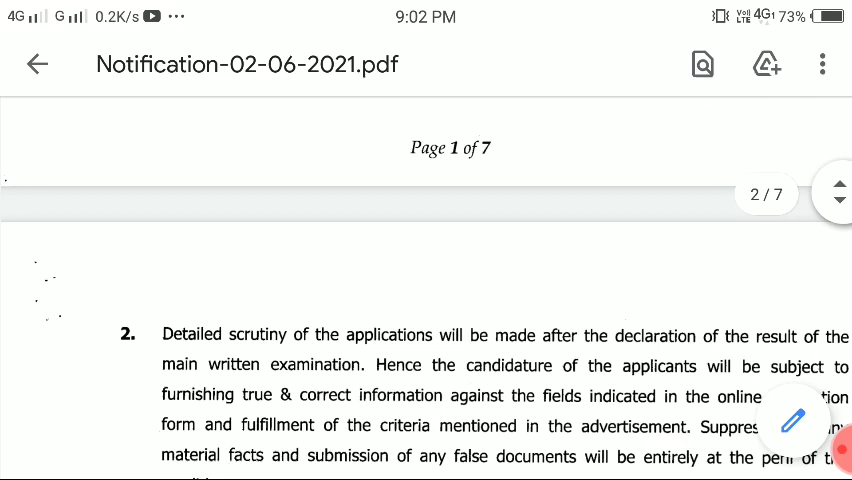 4G G 0.2K/s ... 9:02 PM VoLTE 4G1 73%
Notification-02-06-2021.pdf
Page 1 of 7
2 / 7
2. Detailed scrutiny of the applications will be made after the declaration of the result of the
main written examination. Hence the candidature of the applicants will be subject to
furnishing true & correct information against the fields indicated in the online
form and fulfillment of the criteria mentioned in the advertisement.
material facts and submission of any false documents will be entirely at the peril of